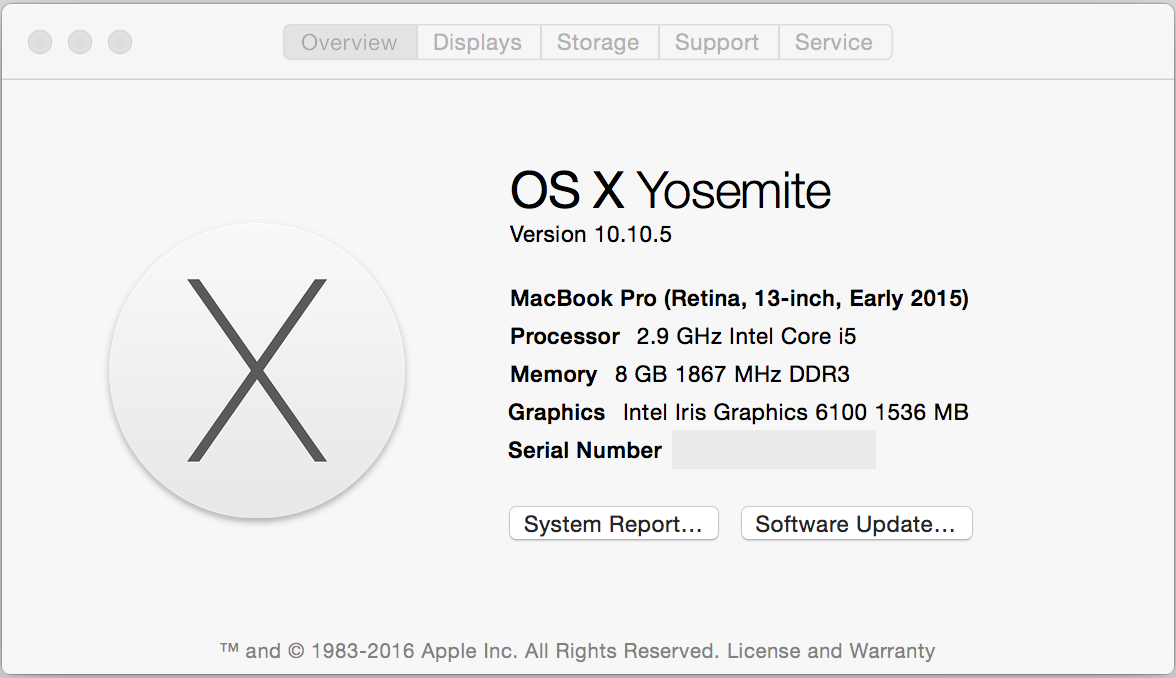 Overview Displays Storage Support Service
OS X Yosemite
Version 10.10.5
MacBook Pro (Retina, 13-inch, Early 2015)
Processor 2.9 GHz Intel Core i5
Memory 8 GB 1867 MHz DDR3
Graphics Intel Iris Graphics 6100 1536 MB
Serial Number
System Report... Software Update...
™ and © 1983-2016 Apple Inc. All Rights Reserved. License and Warranty